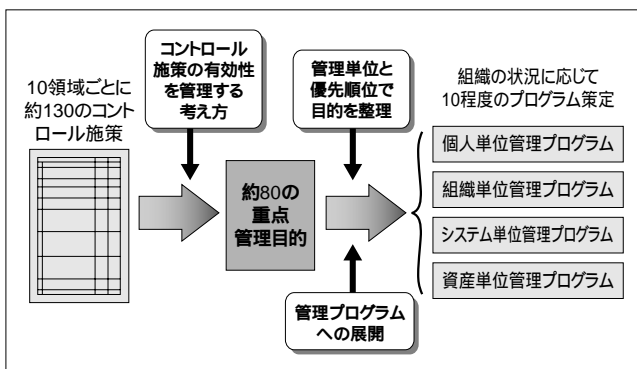 10領域ごとに
約130のコント
ロール施策
コントロール
施策の有効性
を管理する
考え方
約80の
重点
管理目的
管理単位と
優先順位で
目的を整理
管理プログラム
への展開
組織の状況に応じて
10程度のプログラム策定
個人単位管理プログラム
組織単位管理プログラム
システム単位管理プログラム
資産単位管理プログラム